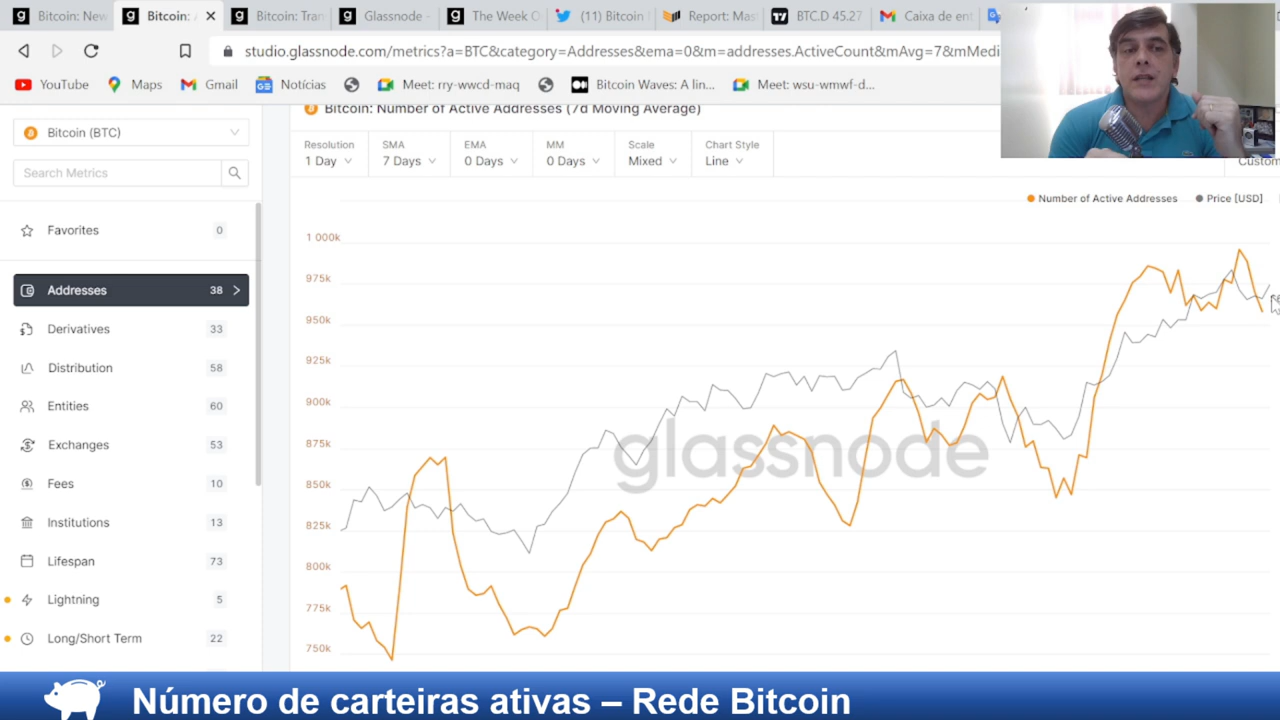 Bitcoin: New
Bitcoin: A
Bitcoin: Tran
Glassnode -
The Week O
(11) Bitcoin
Report: Mas
BTC.D 45.27
Caixa de en
studio.glassnode.com/metrics?a=BTC&category=Addresses&ema=0&m=addresses.ActiveCount&mAvg=7&mMedi
YouTube
Maps
Gmail
Notícias
Meet: rry-wwcd-maq
Bitcoin Waves: A lin...
Meet: wsu-wmwf-d...
Bitcoin (BTC)
Search Metrics
Favorites 0
Addresses 38
Derivatives 33
Distribution 58
Entities 60
Exchanges 53
Fees 10
Institutions 13
Lifespan 73
Lightning 5
Long/Short Term 22
Bitcoin: Number of Active Addresses (7d Moving Average)
Resolution
1 Day
SMA
7 Days
EMA
0 Days
MM
0 Days
Scale
Mixed
Chart Style
Line
Custom
Number of Active Addresses
Price [USD]
1 000k
975k
950k
925k
900k
875k
850k
825k
800k
775k
750k
glassnode
Número de carteiras ativas – Rede Bitcoin